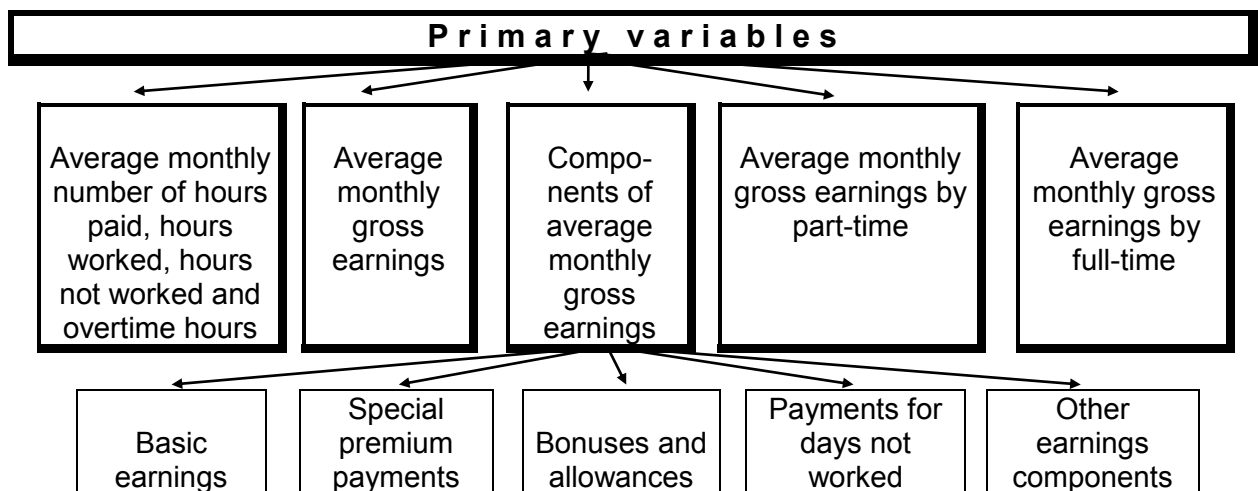 Primary variables
Average monthly
number of hours
paid, hours
worked, hours
not worked and
overtime hours
Average
monthly
gross
earnings
Compo-
nents of
average
monthly
gross
earnings
Average monthly
gross earnings by
part-time
Average
monthly gross
earnings by
full-time
Basic
earnings
Special
premium
payments
Bonuses and
allowances
Payments for
days not
worked
Other
earnings
components